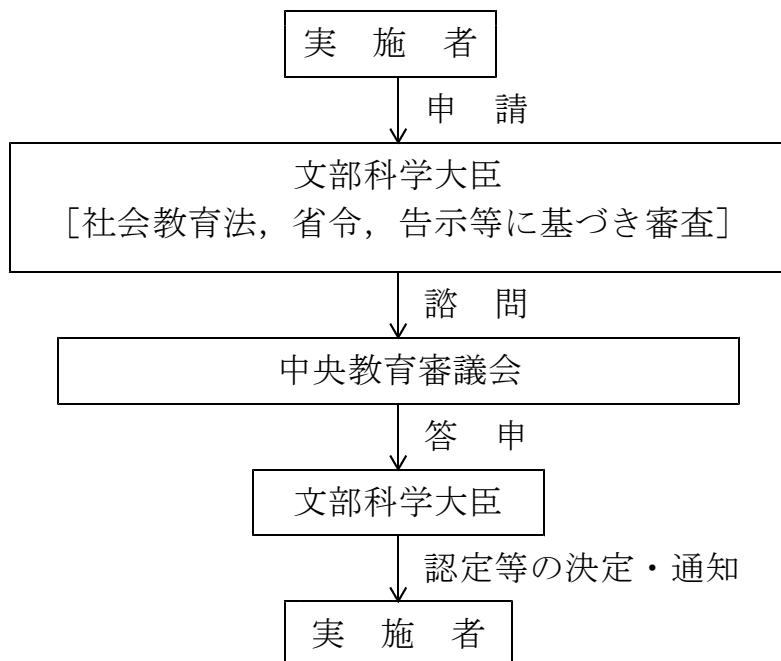 実　施　者
申　請
文部科学大臣
［社会教育法，省令，告示等に基づき審査］
諮　問
中央教育審議会
答　申
文部科学大臣
認定等の決定・通知
実　施　者